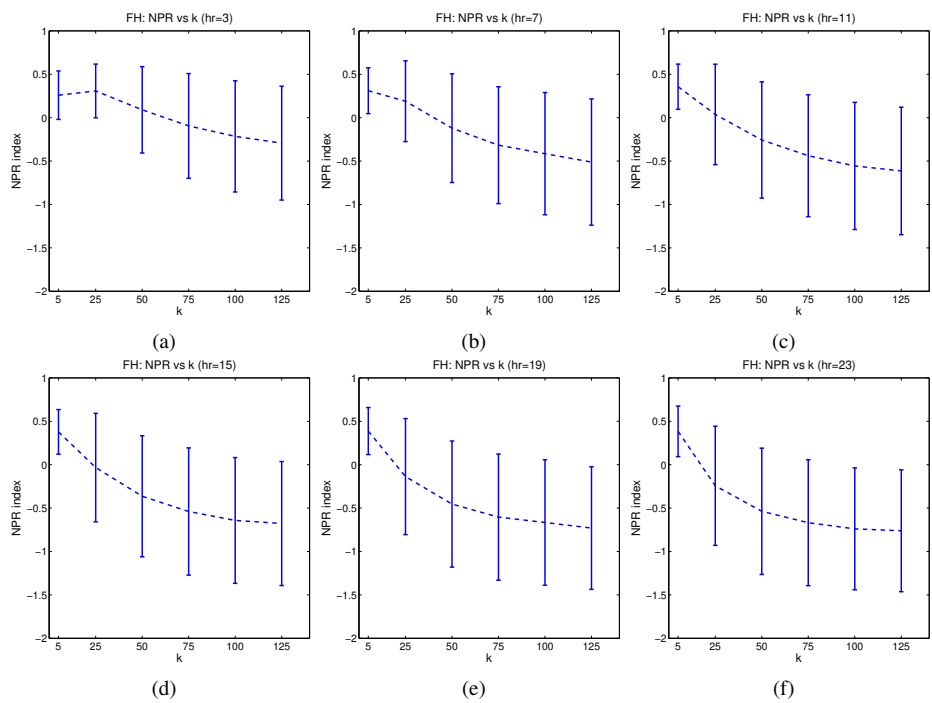 FH: NPR vs k (hr=3)
1
0.5
0
−0.5
−1
−1.5
−2
NPR index
5 25 50 75 100 125
k
(a)
FH: NPR vs k (hr=7)
1
0.5
0
−0.5
−1
−1.5
−2
NPR index
5 25 50 75 100 125
k
(b)
FH: NPR vs k (hr=11)
1
0.5
0
−0.5
−1
−1.5
−2
NPR index
5 25 50 75 100 125
k
(c)
FH: NPR vs k (hr=15)
1
0.5
0
−0.5
−1
−1.5
−2
NPR index
5 25 50 75 100 125
k
(d)
FH: NPR vs k (hr=19)
1
0.5
0
−0.5
−1
−1.5
−2
NPR index
5 25 50 75 100 125
k
(e)
FH: NPR vs k (hr=23)
1
0.5
0
−0.5
−1
−1.5
−2
NPR index
5 25 50 75 100 125
k
(f)